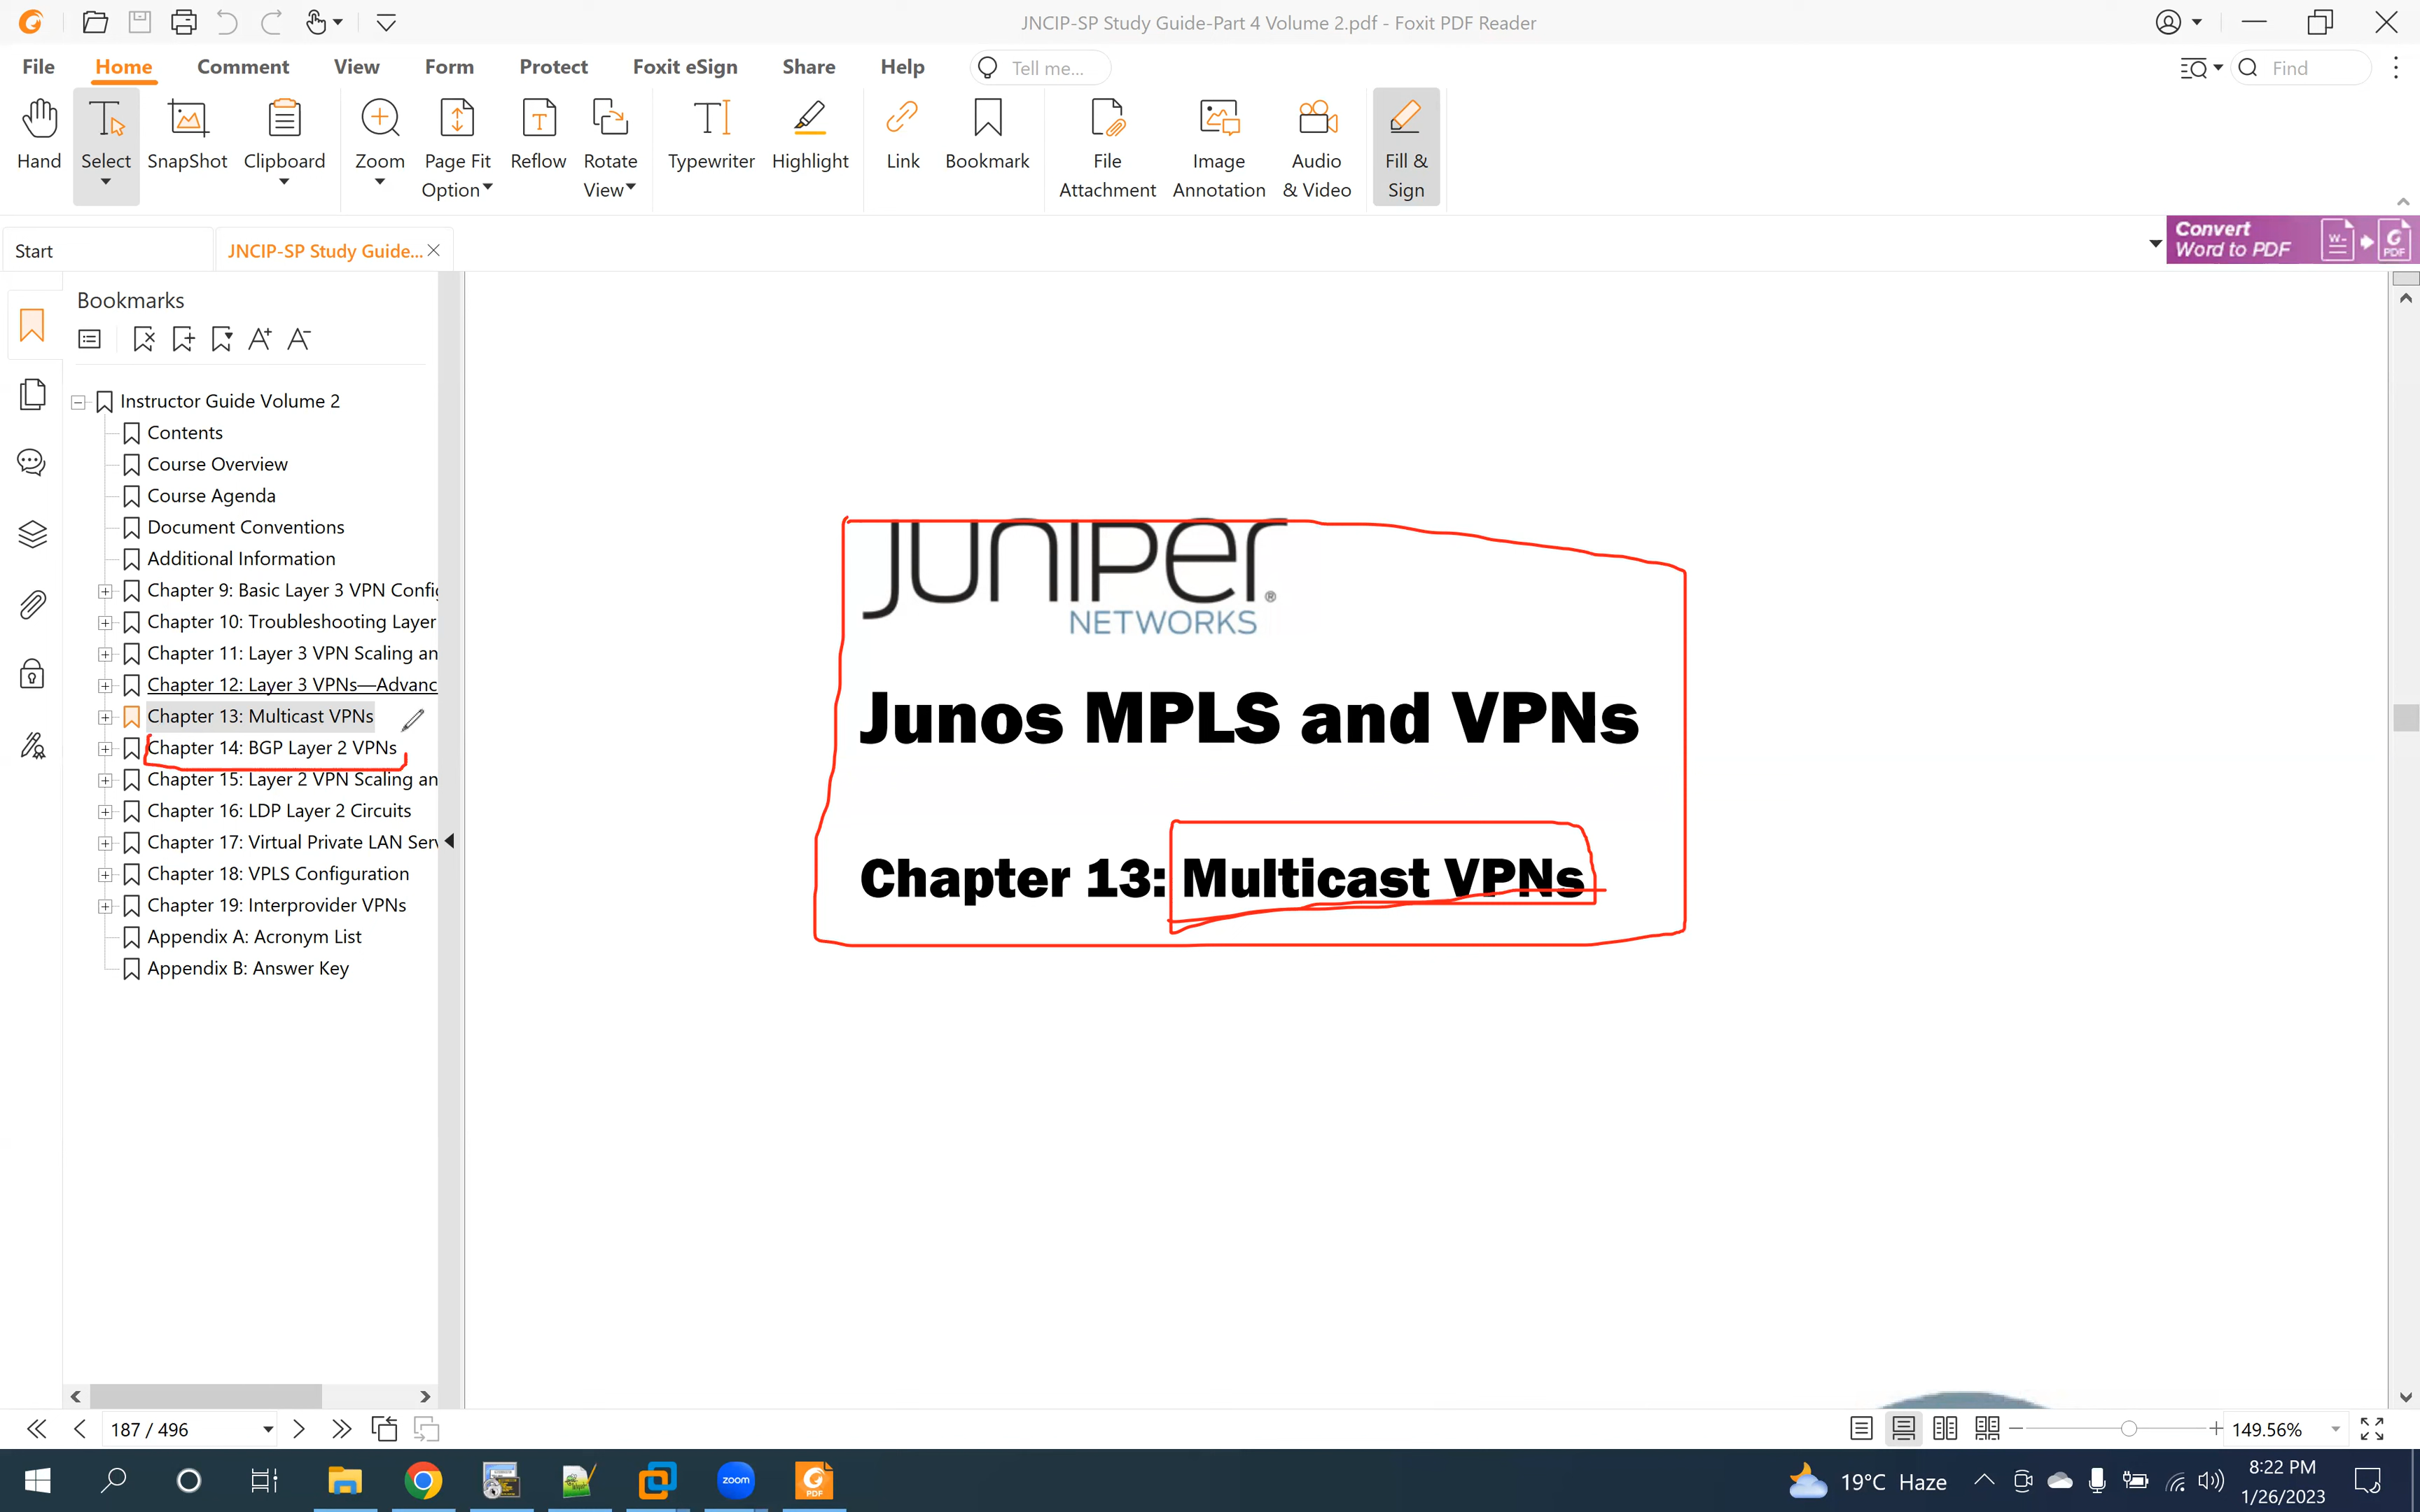 JNCIP-SP Study Guide-Part 4 Volume 2.pdf - Foxit PDF Reader
File Home Comment View Form Protect Foxit eSign Share Help Tell me... Find
Hand Select SnapShot Clipboard Zoom Page Fit Option Reflow Rotate View Typewriter Highlight Link Bookmark File Attachment Image Annotation Audio & Video Fill & Sign
Start JNCIP-SP Study Guide...
Convert
Word to PDF
Bookmarks
Instructor Guide Volume 2
Contents
Course Overview
Course Agenda
Document Conventions
Additional Information
Chapter 9: Basic Layer 3 VPN Config
Chapter 10: Troubleshooting Layer
Chapter 11: Layer 3 VPN Scaling an
Chapter 12: Layer 3 VPNs—Advanc
Chapter 13: Multicast VPNs
Chapter 14: BGP Layer 2 VPNs
Chapter 15: Layer 2 VPN Scaling an
Chapter 16: LDP Layer 2 Circuits
Chapter 17: Virtual Private LAN Serv
Chapter 18: VPLS Configuration
Chapter 19: Interprovider VPNs
Appendix A: Acronym List
Appendix B: Answer Key
Juniper®
NETWORKS
Junos MPLS and VPNs
Chapter 13: Multicast VPNs
187 / 496
149.56%
zoom
PDF
19°C Haze
8:22 PM
1/26/2023